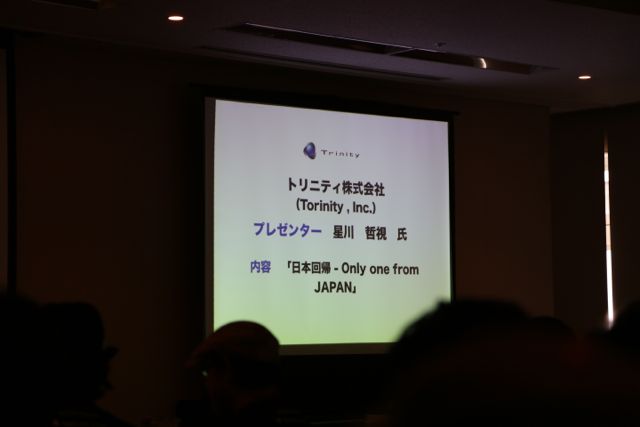 Trinity
トリニティ株式会社
(Torinity , Inc.)
プレゼンター 星川 哲視 氏
内容 「日本回帰 - Only one from
JAPAN」